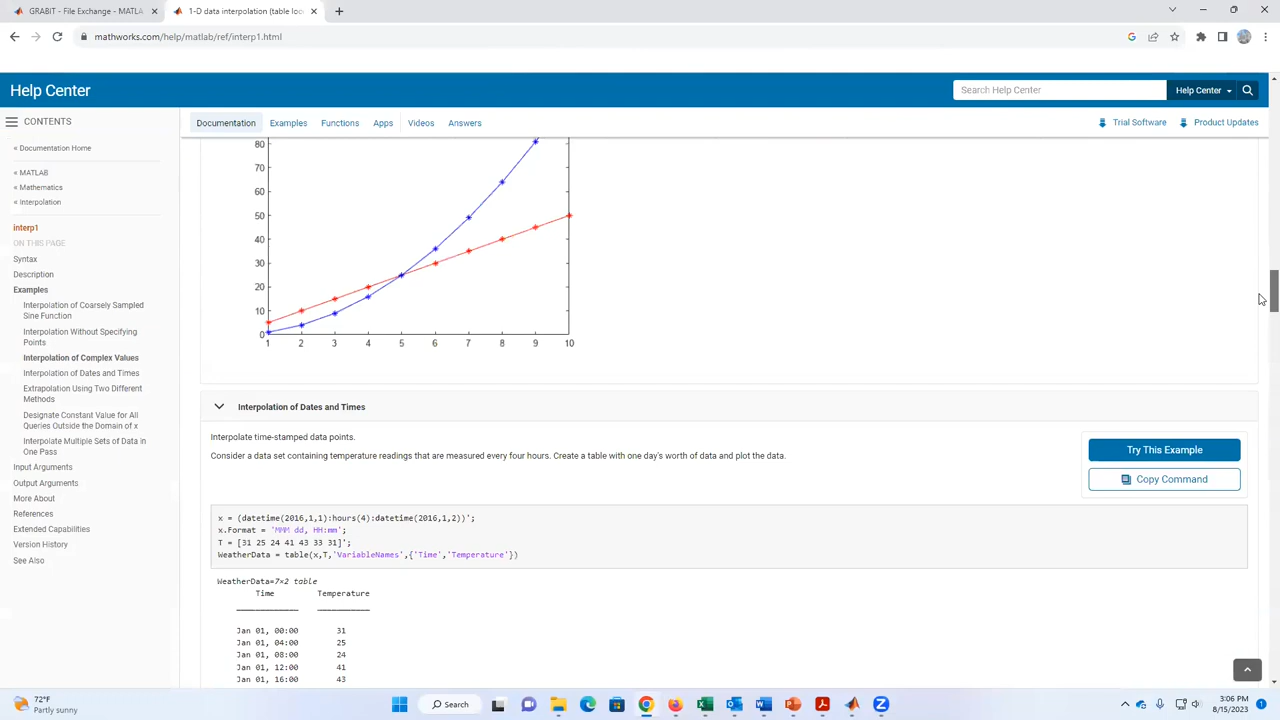 GRABIT - File Exchange - MATLA
1-D data interpolation (table loo
mathworks.com/help/matlab/ref/interp1.html
Help Center
Search Help Center
Help Center
CONTENTS
Documentation
Examples
Functions
Apps
Videos
Answers
Trial Software
Product Updates
« Documentation Home
« MATLAB
« Mathematics
« Interpolation
interp1
ON THIS PAGE
Syntax
Description
Examples
Interpolation of Coarsely Sampled
Sine Function
Interpolation Without Specifying
Points
Interpolation of Complex Values
Interpolation of Dates and Times
Extrapolation Using Two Different
Methods
Designate Constant Value for All
Queries Outside the Domain of x
Interpolate Multiple Sets of Data in
One Pass
Input Arguments
Output Arguments
More About
References
Extended Capabilities
Version History
See Also
80
70
60
50
40
30
20
10
0
1 2 3 4 5 6 7 8 9 10
Interpolation of Dates and Times
Interpolate time-stamped data points.
Consider a data set containing temperature readings that are measured every four hours. Create a table with one day's worth of data and plot the data.
Try This Example
Copy Command
x = (datetime(2016,1,1):hours(4):datetime(2016,1,2))';
x.Format = 'MMM dd, HH:mm';
T = [31 25 24 41 43 33 31]';
WeatherData = table(x,T,'VariableNames',{'Time','Temperature'})
WeatherData=7×2 table
Time Temperature
Jan 01, 00:00 31
Jan 01, 04:00 25
Jan 01, 08:00 24
Jan 01, 12:00 41
Jan 01, 16:00 43
72°F
Partly sunny
Search
3:06 PM
8/15/2023